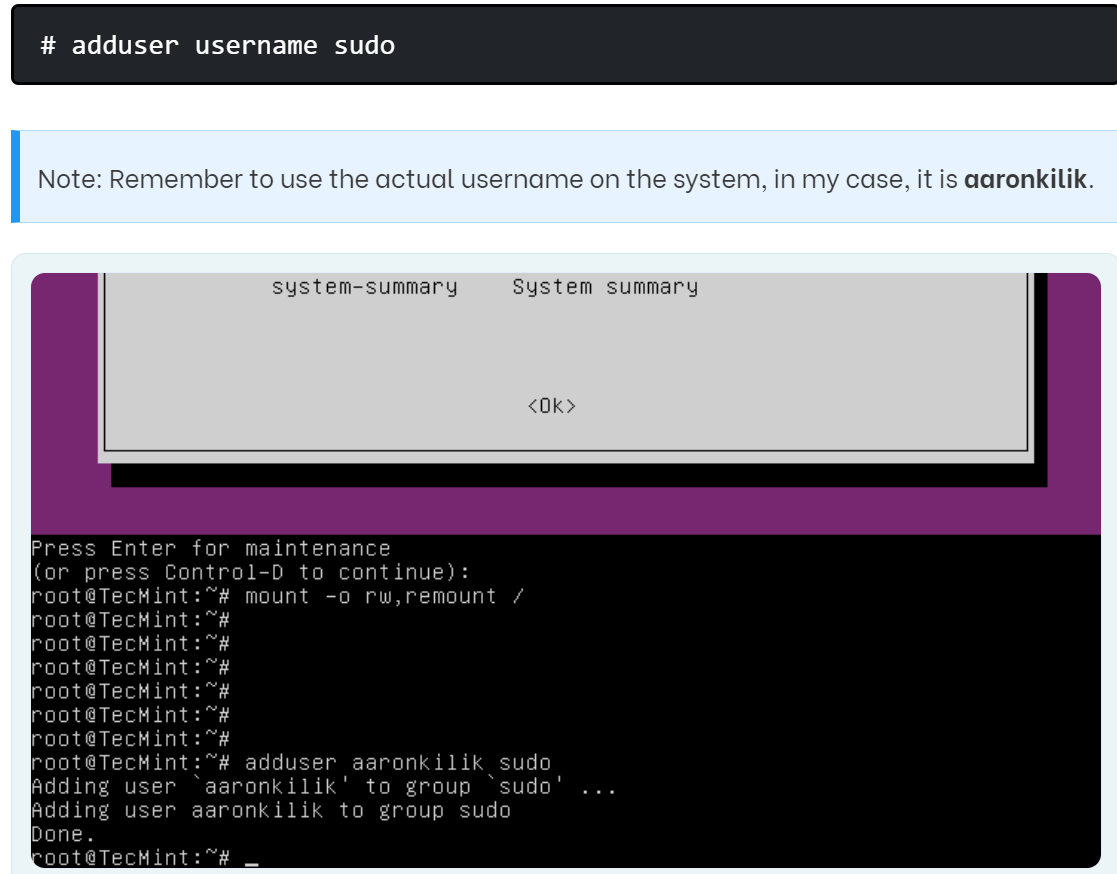 # adduser username sudo
Note: Remember to use the actual username on the system, in my case, it is aaronkilik.
system-summary System summary
<Ok>
Press Enter for maintenance
(or press Control-D to continue):
root@TecMint:~# mount -o rw,remount /
root@TecMint:~#
root@TecMint:~#
root@TecMint:~#
root@TecMint:~#
root@TecMint:~#
root@TecMint:~#
root@TecMint:~# adduser aaronkilik sudo
Adding user `aaronkilik' to group `sudo' ...
Adding user aaronkilik to group sudo
Done.
root@TecMint:~# _